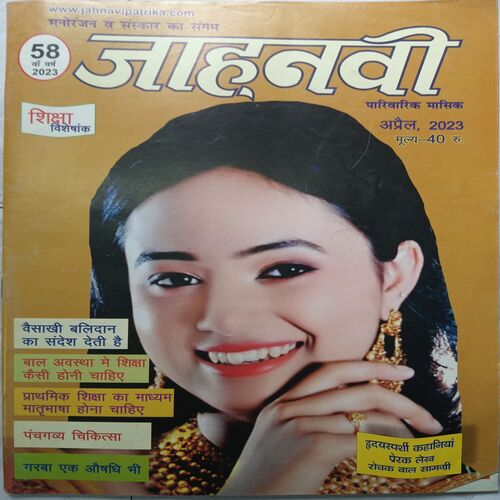 www.jahnavipatrika.com
मनोरंजन व संस्कार का संगम
58
वाँ वर्ष
2023
जाह्नवी
पारिवारिक मासिक
अप्रैल, 2023
मूल्य-40 रु.
शिक्षा
विशेषांक
वैसाखी बलिदान
का संदेश देती है
बाल अवस्था मे शिक्षा
कैसी होनी चाहिए
प्राथमिक शिक्षा का माध्यम
मातृभाषा होना चाहिए
पंचगव्य चिकित्सा
गरबा एक औषधि भी
हृदयस्पर्शी कहानियां
प्रेरक लेख
रोचक बाल सामग्री